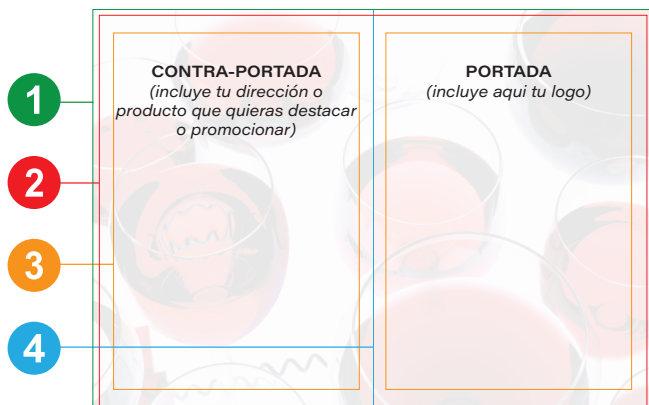 1
2
3
4
CONTRA-PORTADA
(incluye tu dirección o
producto que quieras destacar
o promocionar)
PORTADA
(incluye aqui tu logo)